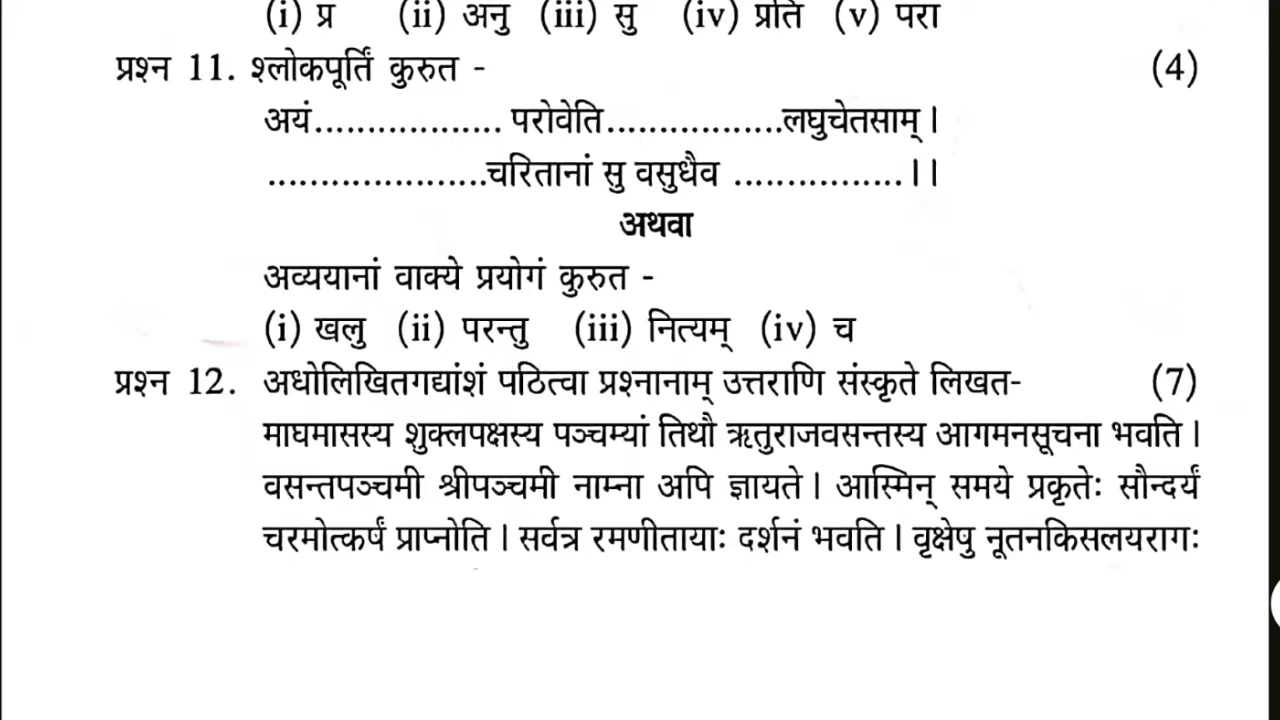 (i) प्र (ii) अनु (iii) सु (iv) प्रति (v) परा
प्रश्न 11. श्लोकपूर्तिं कुरुत - (4)
अयं.................. परोवेति.................लघुचेतसाम्।
.....................चरितानां सु वसुधैव ................।।
अथवा
अव्ययानां वाक्ये प्रयोगं कुरुत -
(i) खलु (ii) परन्तु (iii) नित्यम् (iv) च
प्रश्न 12. अधोलिखितगद्यांशं पठित्वा प्रश्नानाम् उत्तराणि संस्कृते लिखत- (7)
माघमासस्य शुक्लपक्षस्य पञ्चम्यां तिथौ ऋतुराजवसन्तस्य आगमनसूचना भवति।
वसन्तपञ्चमी श्रीपञ्चमी नाम्ना अपि ज्ञायते। आस्मिन् समये प्रकृतेः सौन्दर्यं
चरमोत्कर्षं प्राप्नोति। सर्वत्र रमणीतायाः दर्शनं भवति। वृक्षेपु नूतनकिसलयरागः